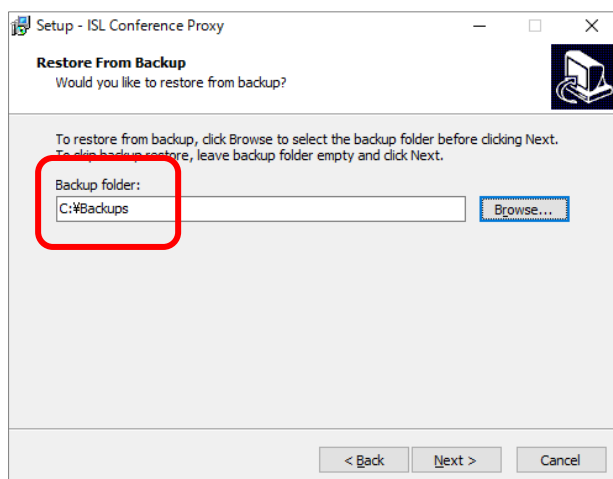 Setup - ISL Conference Proxy
Restore From Backup
Would you like to restore from backup?
To restore from backup, click Browse to select the backup folder before clicking Next.
To skip backup restore, leave backup folder empty and click Next.
Backup folder:
C:¥Backups
Browse...
< Back
Next >
Cancel